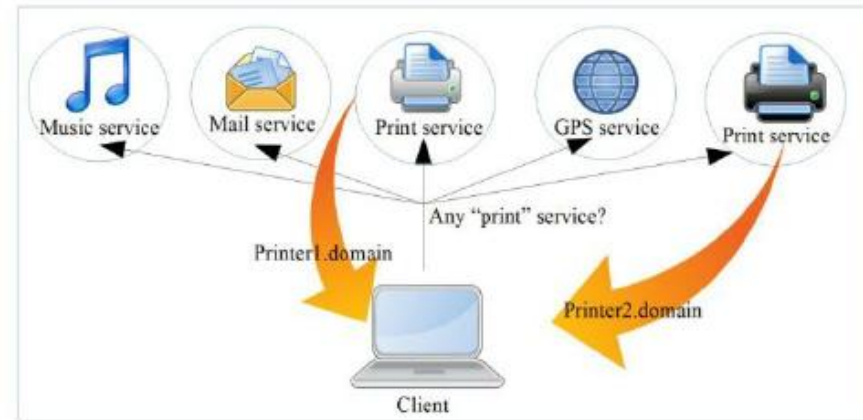 Music service
Mail service
Print service
GPS service
Print service
Any “print” service?
Printer1.domain
Printer2.domain
Client